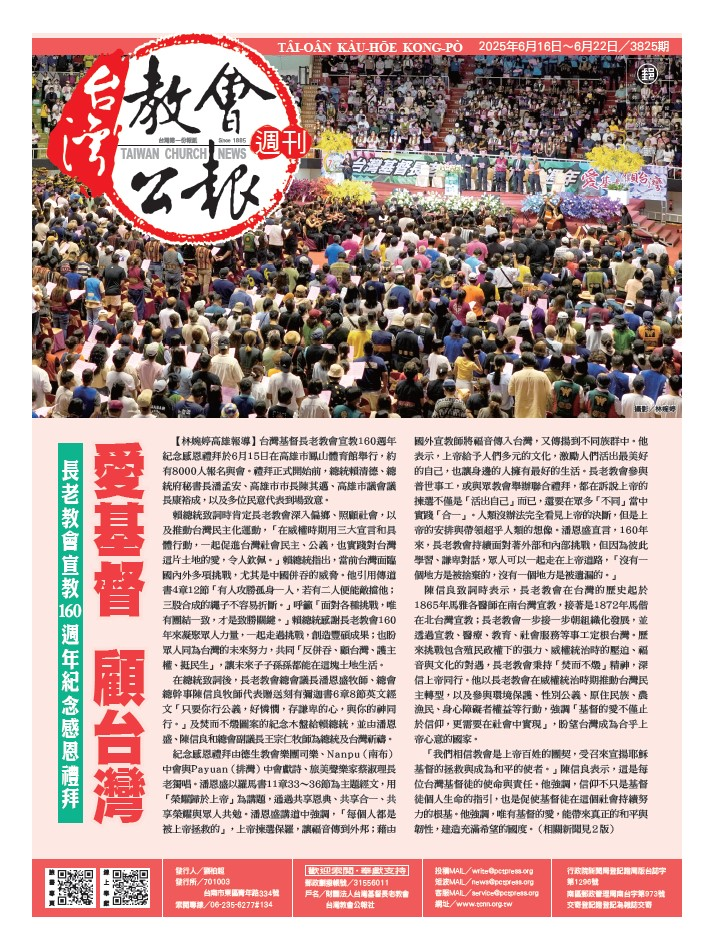 TÂI-OÂN KÀU-HŌE KONG-PÒ 2025年6月16日～6月22日／3825期
台灣
教會
台灣第一份報紙 Since 1885
TAIWAN CHURCH NEWS
週刊
公報
郵
台灣基督長老
愛基
顧台灣
攝影／林婉婷
愛基督 顧台灣
長老教會宣教160週年紀念感恩禮拜
【林婉婷高雄報導】台灣基督長老教會宣教160週年
紀念感恩禮拜於6月15日在高雄市鳳山體育館舉行，約
有8000人報名與會。禮拜正式開始前，總統賴清德、總
統府秘書長潘孟安、高雄市市長陳其邁、高雄市議會議
長康裕成，以及多位民意代表到場致意。
賴總統致詞時肯定長老教會深入偏鄉、照顧社會，以
及推動台灣民主化運動，「在威權時期用三大宣言和具
體行動，一起促進台灣社會民主、公義，也實踐對台灣
這片土地的愛，令人欽佩。」賴總統指出，當前台灣面臨
國內外多項挑戰，尤其是中國併吞的威脅。他引用傳道
書4章12節「有人攻勝孤身一人，若有二人便能敵擋他；
三股合成的繩子不容易折斷。」呼籲「面對各種挑戰，唯
有團結一致，才是致勝關鍵。」賴總統感謝長老教會160
年來凝聚眾人力量，一起走過挑戰，創造豐碩成果；也盼
眾人同為台灣的未來努力，共同「反併吞、顧台灣、護主
權、挺民生」，讓未來子子孫孫都能在這塊土地生活。
在總統致詞後，長老教會總會議長潘恩盛牧師、總會
總幹事陳信良牧師代表贈送刻有彌迦書6章8節英文經
文「只要你行公義，好憐憫，存謙卑的心，與你的神同
行。」及焚而不燬圖案的紀念木盤給賴總統，並由潘恩
盛、陳信良和總會副議長王宗仁牧師為總統及台灣祈禱。
紀念感恩禮拜由德生教會樂團司樂、Nanpu（南布）
中會與Payuan（排灣）中會獻詩、旅美聲樂家蔡淑理長
老獨唱。潘恩盛以羅馬書11章33～36節為主題經文，用
「榮耀歸於上帝」為講題，通過共享恩典、共享合一、共
享榮耀與眾人共勉。潘恩盛講道中強調，「每個人都是
被上帝拯救的」，上帝揀選保羅，讓福音傳到外邦；藉由
國外宣教師將福音傳入台灣，又傳揚到不同族群中。他
表示，上帝給予人們多元的文化，激勵人們活出最美好
的自己，也讓身邊的人擁有最好的生活。長老教會參與
普世事工，或與眾教會舉辦聯合禮拜，都在訴說上帝的
揀選不僅是「活出自己」而已，還要在眾多「不同」當中
實踐「合一」。人類沒辦法完全看見上帝的決斷，但是上
帝的安排與帶領超乎人類的想像。潘恩盛直言，160年
來，長老教會持續面對著外部和內部挑戰，但因為彼此
學習、謙卑對話，眾人可以一起走在上帝道路，「沒有一
個地方是被撿棄的，沒有一個地方是被遺漏的。」
陳信良致詞時表示，長老教會在台灣的歷史起於
1865年馬雅各醫師在南台灣宣教，接著是1872年馬偕
在北台灣宣教；長老教會一步接一步朝組織化發展，並
透過宣教、醫療、教育、社會服務等事工定根台灣。歷
來挑戰包含殖民政權下的張力、威權統治時的壓迫、福
音與文化的對遇，長老教會秉持「焚而不燬」精神，深
信上帝同行。他以長老教會在威權統治時期推動台灣民
主轉型，以及參與環境保護、性別公義、原住民族、農
漁民、身心障礙者權益等行動，強調「基督的愛不僅止
於信仰，更需要在社會中實現」，盼望台灣成為合乎上
帝心意的國家。
「我們相信教會是上帝百姓的團契，受召來宣揚耶穌
基督的拯救與成為和平的使者。」陳信良表示，這是每
位台灣基督徒的使命與責任。他強調，信仰不只是基督
徒個人生命的指引，也是促使基督徒在這個社會持續努
力的根基。他強調，唯有基督的愛，能帶來真正的和平與
韌性，建造充滿希望的國度。（相關新聞見2版）
臉書專頁
線上奉獻
發行人／顏柏親
發行所／701003
台南市東區青年路334號
索閱專線／06-235-6277#134
歡迎索閱・奉獻支持
郵政劃撥帳號／31556011
戶名／財團法人台灣基督長老教會
台灣教會公報社
投稿MAIL／write@pctpress.org
短波MAIL／news@pctpress.org
客服MAIL／service@pctpress.org
網址／www.tcnn.org.tw
行政院新聞局登記證局版台誌字
第1296號
南區郵政管理局南台字第973號
交寄登記證登記為雜誌交寄